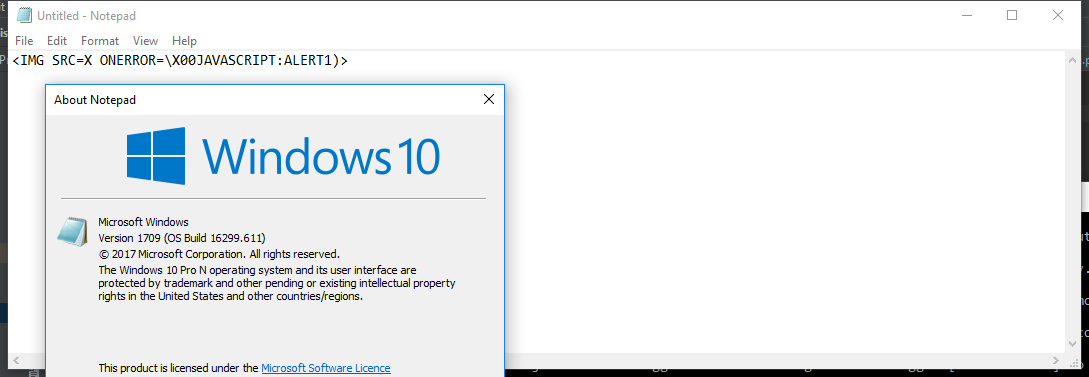 Untitled - Notepad
File Edit Format View Help
<IMG SRC=X ONERROR=\X00JAVASCRIPT:ALERT1)>
About Notepad
Windows 10
Microsoft Windows
Version 1709 (OS Build 16299.611)
© 2017 Microsoft Corporation. All rights reserved.
The Windows 10 Pro N operating system and its user interface are
protected by trademark and other pending or existing intellectual property
rights in the United States and other countries/regions.
This product is licensed under the Microsoft Software Licence